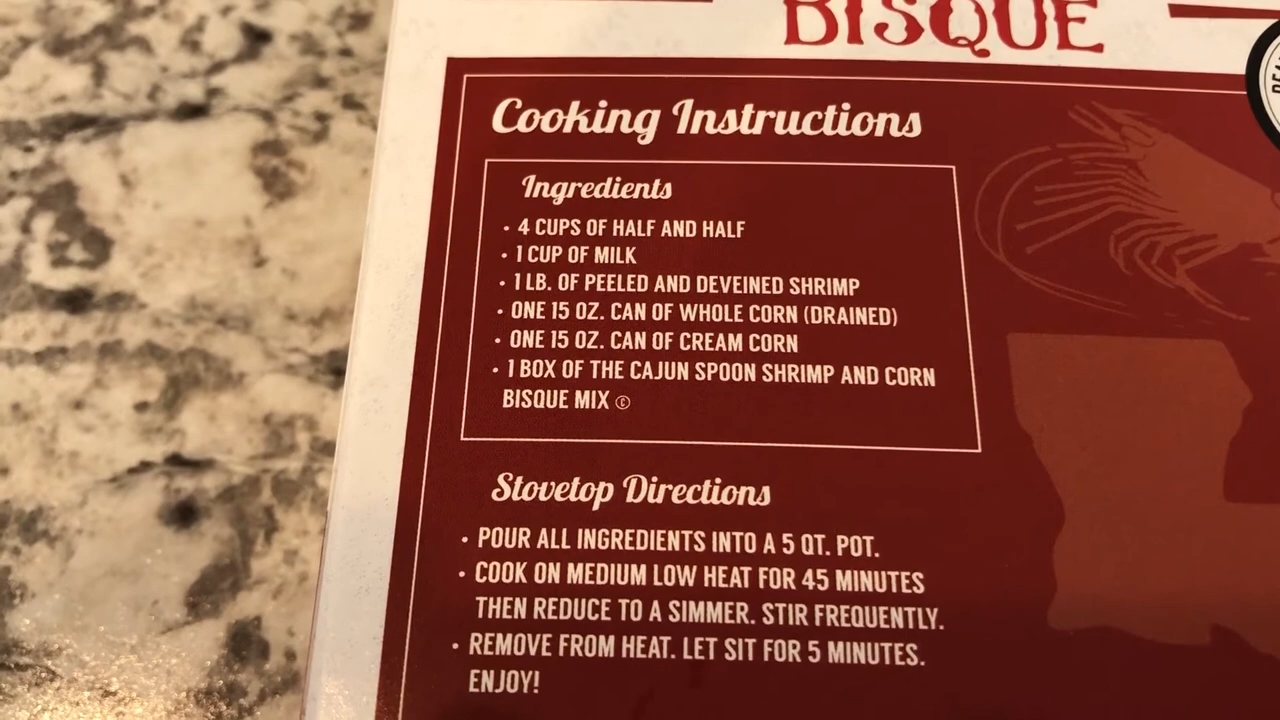 BISQUE
Cooking Instructions
Ingredients
• 4 CUPS OF HALF AND HALF
• 1 CUP OF MILK
• 1 LB. OF PEELED AND DEVEINED SHRIMP
• ONE 15 OZ. CAN OF WHOLE CORN (DRAINED)
• ONE 15 OZ. CAN OF CREAM CORN
• 1 BOX OF THE CAJUN SPOON SHRIMP AND CORN
BISQUE MIX ©
Stovetop Directions
• POUR ALL INGREDIENTS INTO A 5 QT. POT.
• COOK ON MEDIUM LOW HEAT FOR 45 MINUTES
THEN REDUCE TO A SIMMER. STIR FREQUENTLY.
• REMOVE FROM HEAT. LET SIT FOR 5 MINUTES.
ENJOY!